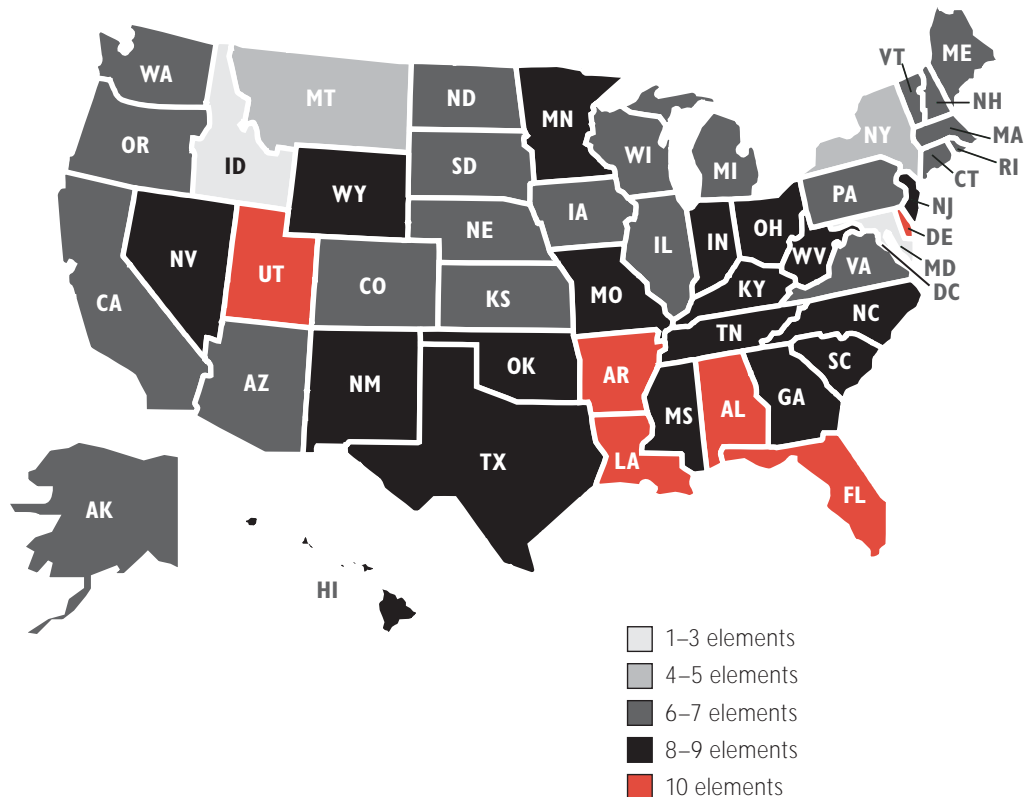 ME
VT
WA
ND
MT
NH
MN
OR
NY
MA
WI
ID
SD
MI
RI
CT
WY
PA
IA
NJ
NE
OH
DE
IN
IL
NV
WV
UT
VA
MD
CO
KY
DC
MO
KS
CA
NC
TN
OK
SC
AR
AZ
NM
GA
MS
AL
TX
LA
FL
AK
HI
1–3 elements
4–5 elements
6–7 elements
8–9 elements
10 elements